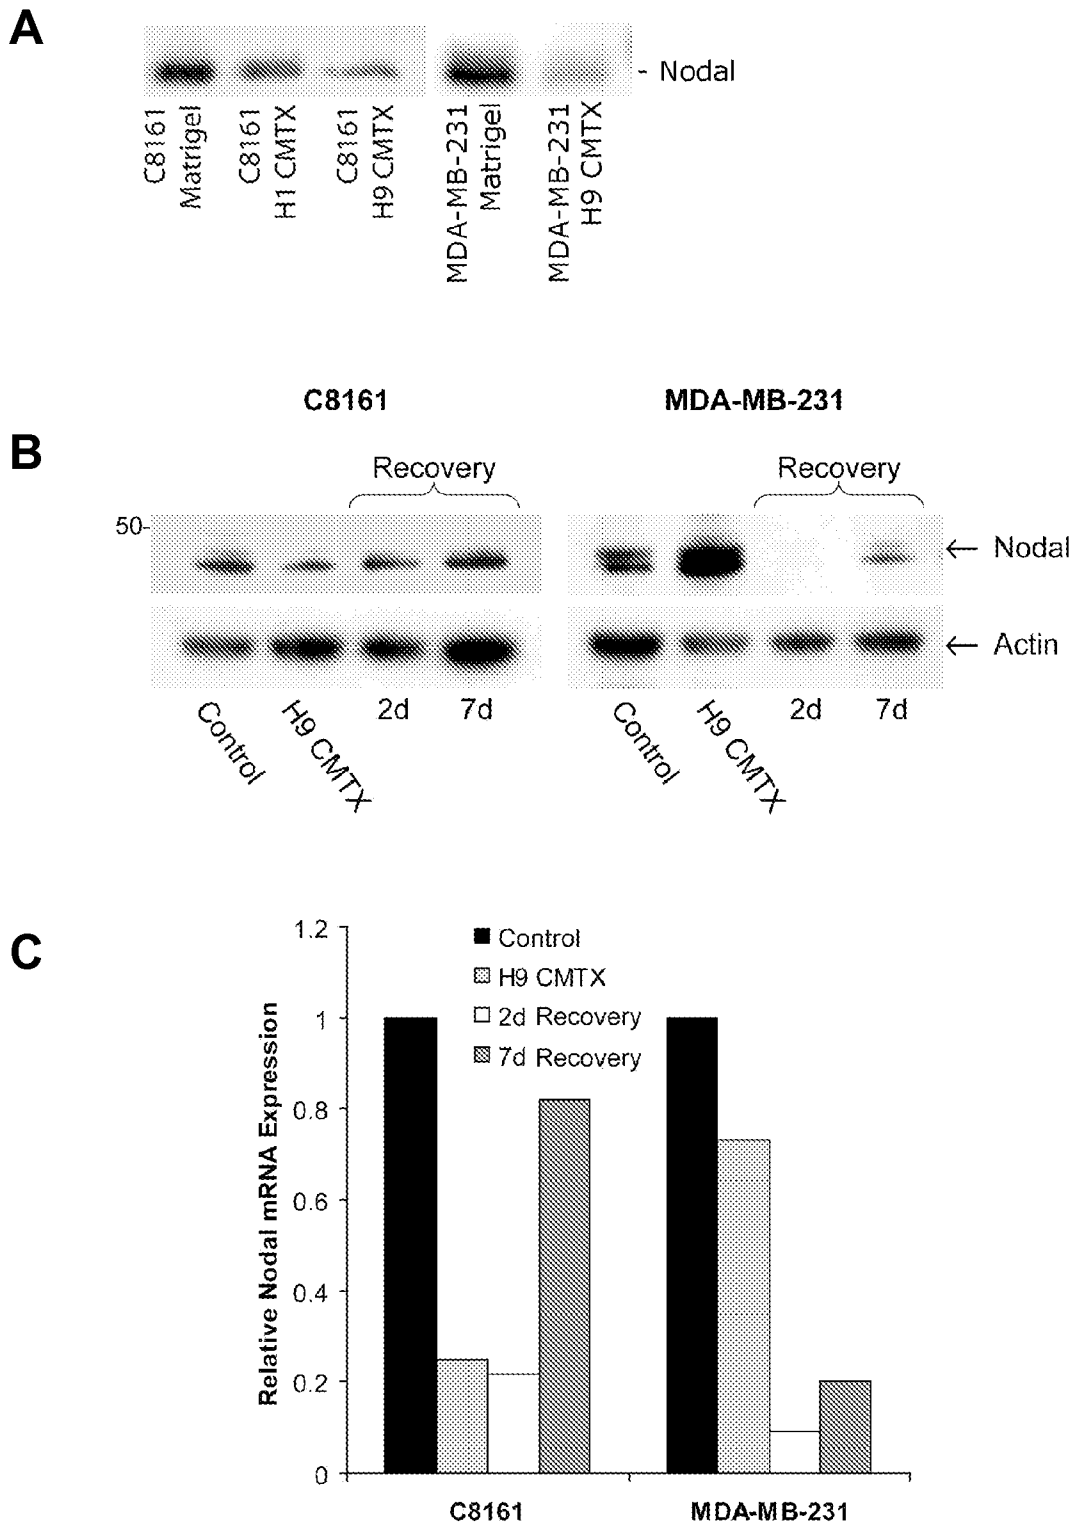 A
- Nodal
C8161
Matrigel
C8161
H1 CMTX
C8161
H9 CMTX
MDA-MB-231
Matrigel
MDA-MB-231
H9 CMTX
C8161
MDA-MB-231
B
Recovery
Recovery
50-
← Nodal
← Actin
Control
H9 CMTX
2d
7d
Control
H9 CMTX
2d
7d
C
Relative Nodal mRNA Expression
1.2
1
0.8
0.6
0.4
0.2
0
Control
H9 CMTX
2d Recovery
7d Recovery
C8161
MDA-MB-231